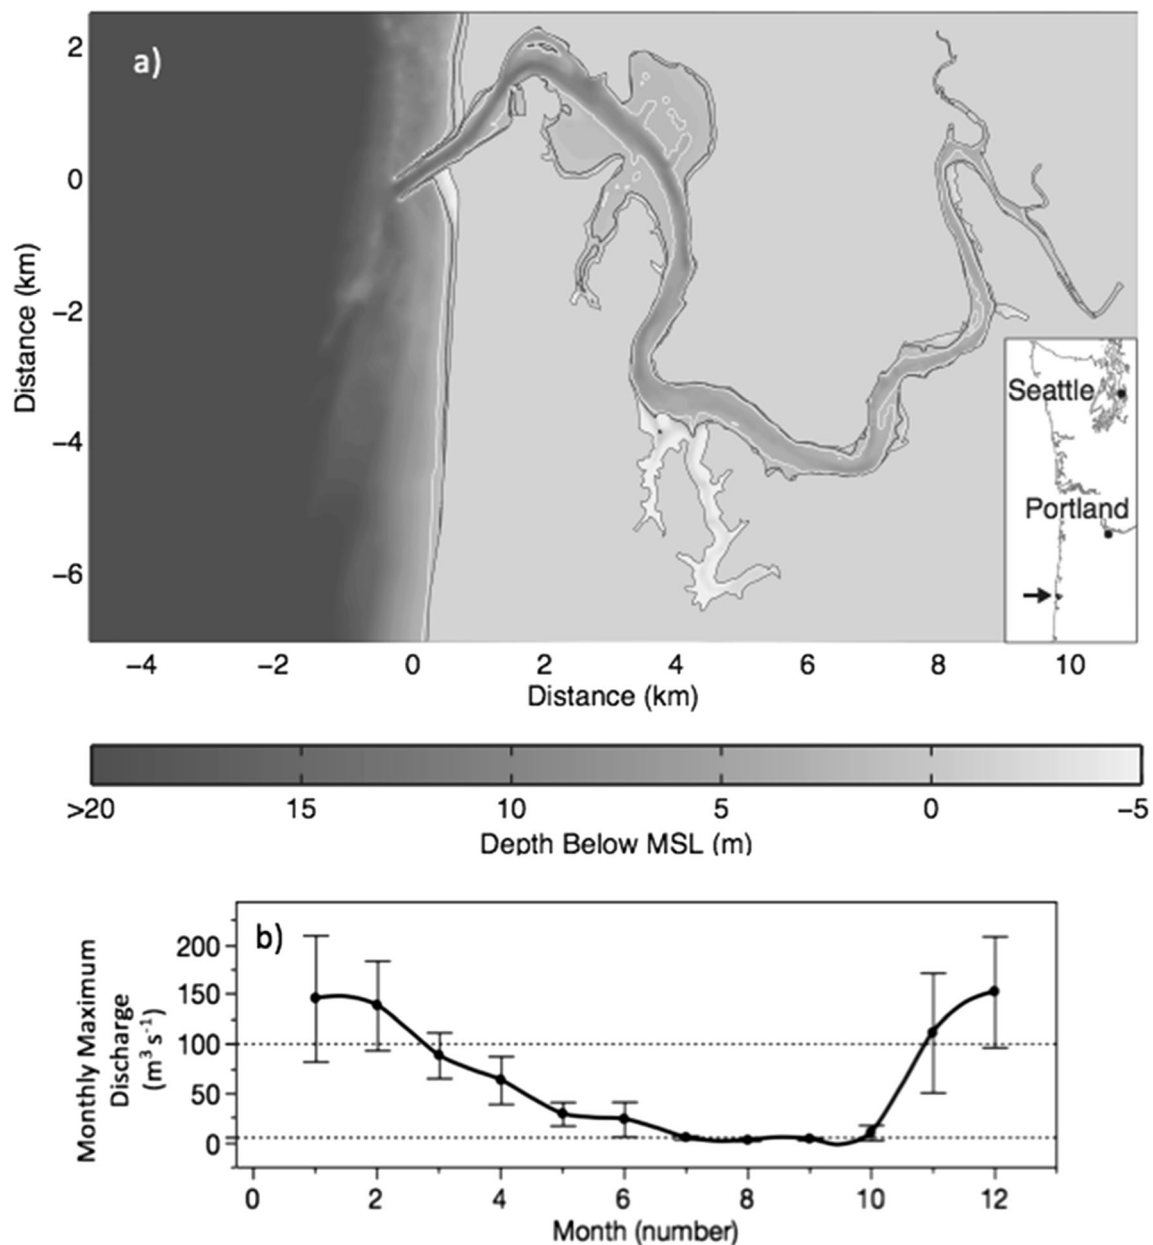 a)
2
0
−2
−4
−6
Distance (km)
Seattle
Portland
−4 −2 0 2 4 6 8 10
Distance (km)
>20 15 10 5 0 −5
Depth Below MSL (m)
b)
200
150
100
50
0
Monthly Maximum
Discharge
(m³ s⁻¹)
0 2 4 6 8 10 12
Month (number)